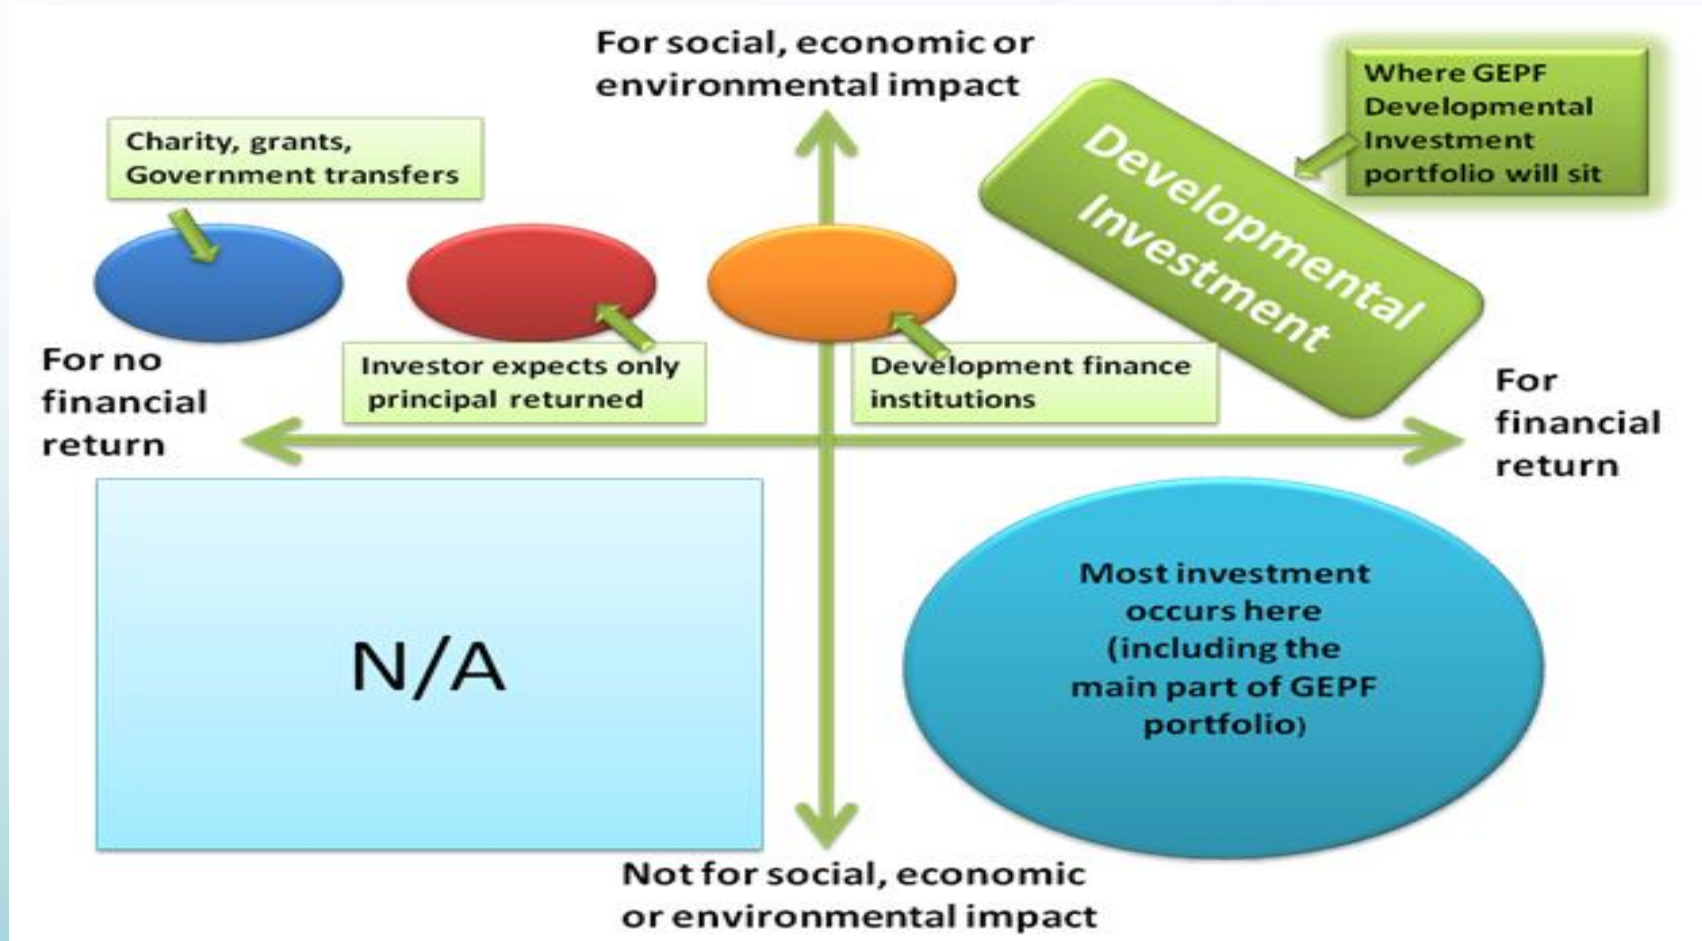 For social, economic or
environmental impact
Where GEPF
Developmental
Investment
portfolio will sit
Charity, grants,
Government transfers
Developmental
Investment
For no
financial
return
Investor expects only
principal returned
Development finance
institutions
For
financial
return
N/A
Most investment
occurs here
(including the
main part of GEPF
portfolio)
Not for social, economic
or environmental impact